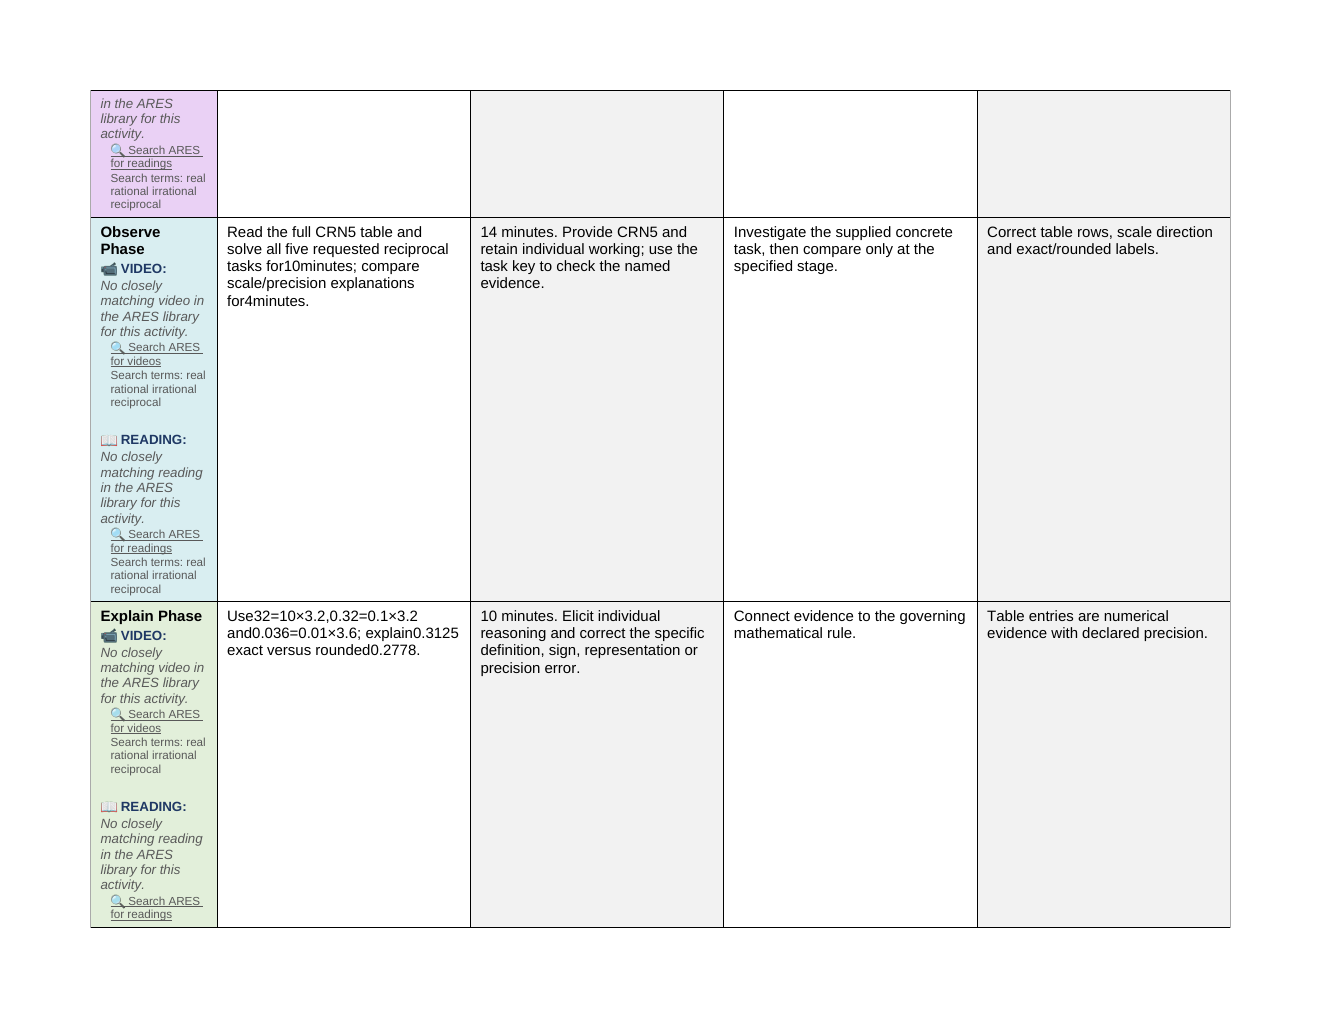 in the ARES
library for this
activity.
🔍 Search ARES
for readings
Search terms: real
rational irrational
reciprocal
Observe
Phase
📹 VIDEO:
No closely
matching video in
the ARES library
for this activity.
🔍 Search ARES
for videos
Search terms: real
rational irrational
reciprocal
📖 READING:
No closely
matching reading
in the ARES
library for this
activity.
🔍 Search ARES
for readings
Search terms: real
rational irrational
reciprocal
Read the full CRN5 table and
solve all five requested reciprocal
tasks for10minutes; compare
scale/precision explanations
for4minutes.
14 minutes. Provide CRN5 and
retain individual working; use the
task key to check the named
evidence.
Investigate the supplied concrete
task, then compare only at the
specified stage.
Correct table rows, scale direction
and exact/rounded labels.
Explain Phase
📹 VIDEO:
No closely
matching video in
the ARES library
for this activity.
🔍 Search ARES
for videos
Search terms: real
rational irrational
reciprocal
📖 READING:
No closely
matching reading
in the ARES
library for this
activity.
🔍 Search ARES
for readings
Use32=10×3.2,0.32=0.1×3.2
and0.036=0.01×3.6; explain0.3125
exact versus rounded0.2778.
10 minutes. Elicit individual
reasoning and correct the specific
definition, sign, representation or
precision error.
Connect evidence to the governing
mathematical rule.
Table entries are numerical
evidence with declared precision.